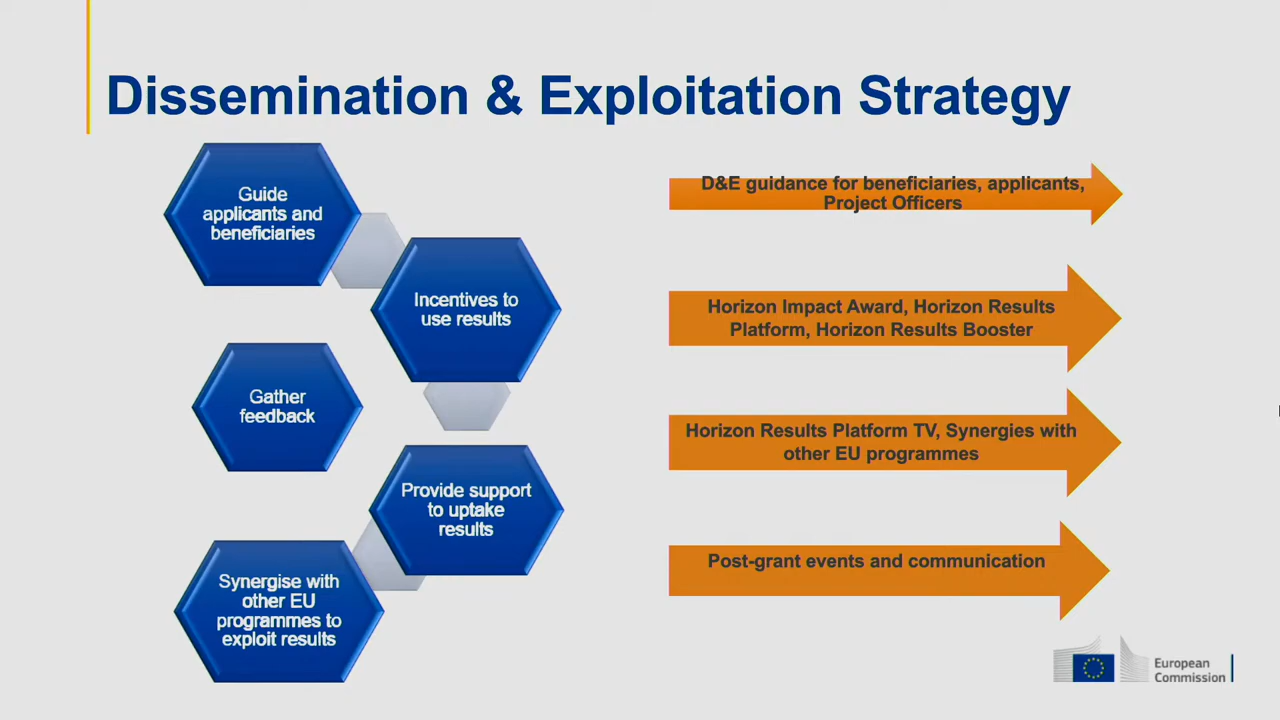 Dissemination & Exploitation Strategy
Guide
applicants and
beneficiaries
Incentives to
use results
Gather
feedback
Provide support
to uptake
results
Synergise with
other EU
programmes to
exploit results
D&E guidance for beneficiaries, applicants,
Project Officers
Horizon Impact Award, Horizon Results
Platform, Horizon Results Booster
Horizon Results Platform TV, Synergies with
other EU programmes
Post-grant events and communication
European
Commission